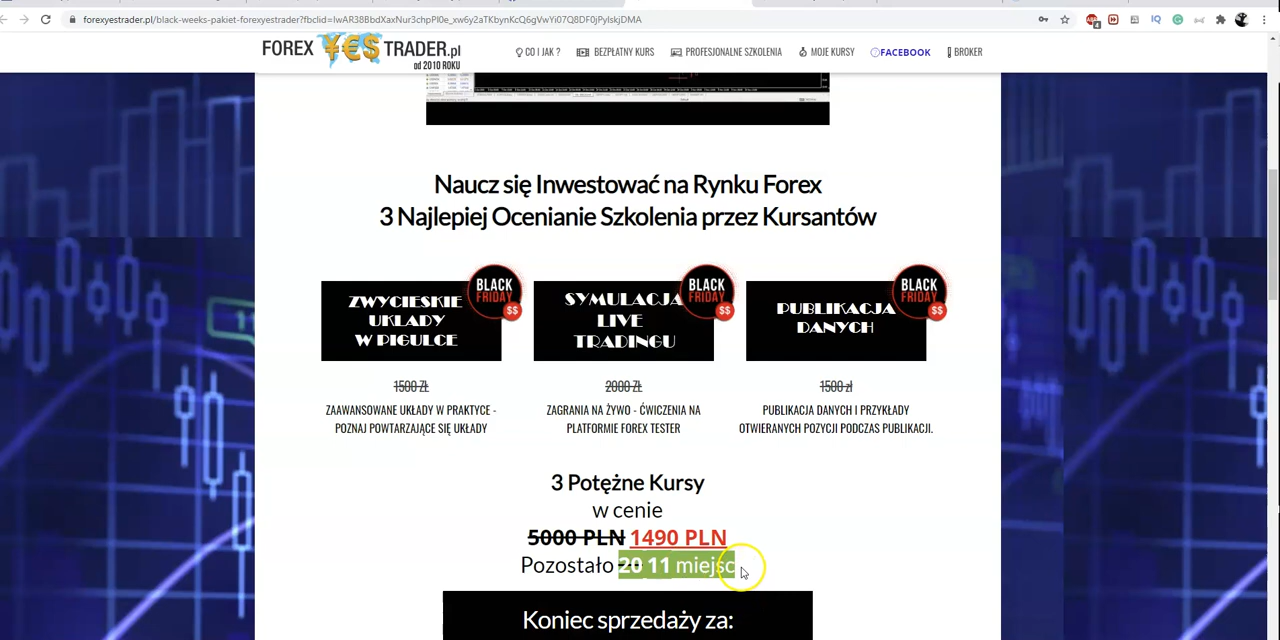 forexyestrader.pl/black-weeks-pakiet-forexyestrader?fbclid=IwAR38BbdXaxNur3chpPl0e_xw6y2aTKbynKcQ6gVwYi07Q8DF0jPylskjDMA
FOREX Y€S TRADER.pl
od 2010 ROKU
CO I JAK ?
BEZPŁATNY KURS
PROFESJONALNE SZKOLENIA
MOJE KURSY
FACEBOOK
BROKER
Naucz się Inwestować na Rynku Forex
3 Najlepiej Ocenianie Szkolenia przez Kursantów
BLACK FRIDAY $$
ZWYCIESKIE
UKLADY
W PIGULCE
BLACK FRIDAY $$
SYMULACJA
LIVE
TRADINGU
BLACK FRIDAY $$
PUBLIKACJA
DANYCH
1500 ZŁ
2000 ZŁ
1500 zł
ZAAWANSOWANE UKŁADY W PRAKTYCE -
POZNAJ POWTARZAJĄCE SIĘ UKŁADY
ZAGRANIA NA ŻYWO - ĆWICZENIA NA
PLATFORMIE FOREX TESTER
PUBLIKACJA DANYCH I PRZYKŁADY
OTWIERANYCH POZYCJI PODCZAS PUBLIKACJI.
3 Potężne Kursy
w cenie
5000 PLN 1490 PLN
Pozostało 20 11 miejsc
Koniec sprzedaży za: